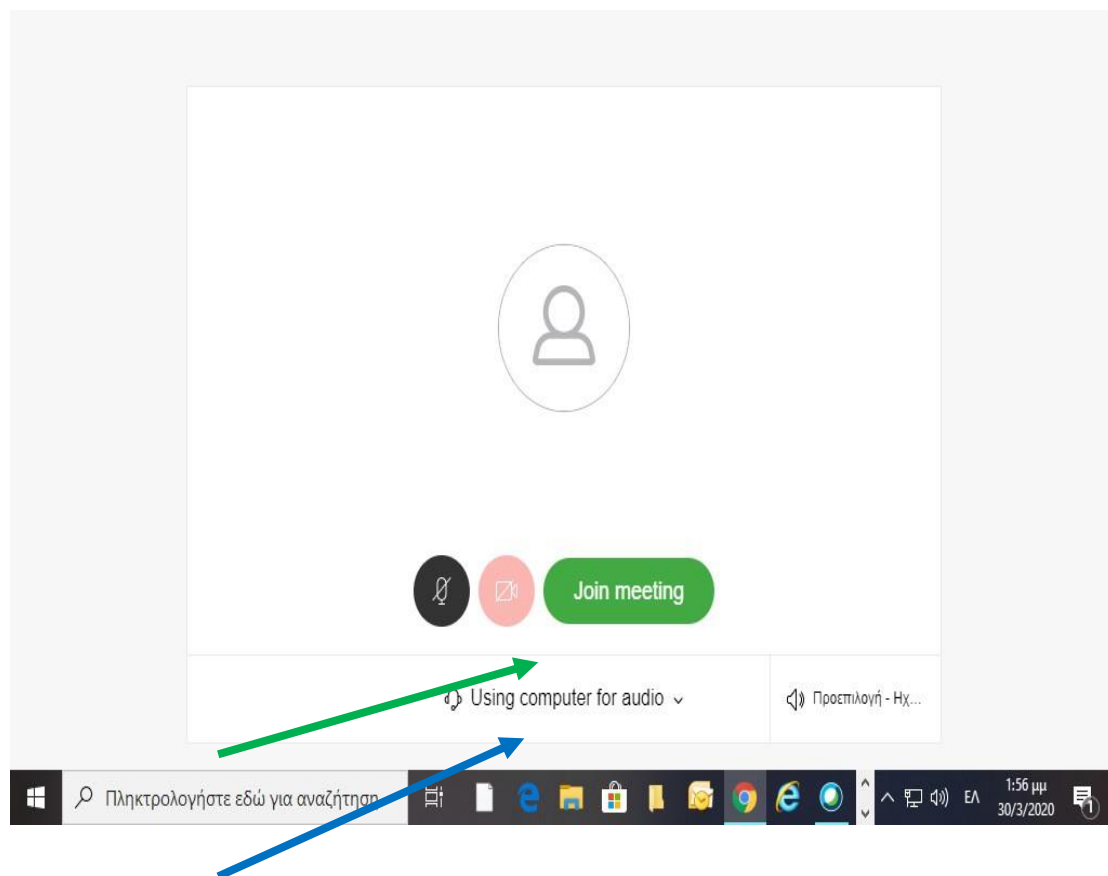 Join meeting
Using computer for audio
Προεπιλογή - Ηχ...
Πληκτρολογήστε εδώ για αναζήτηση
ΕΛ
1:56 μμ
30/3/2020
1